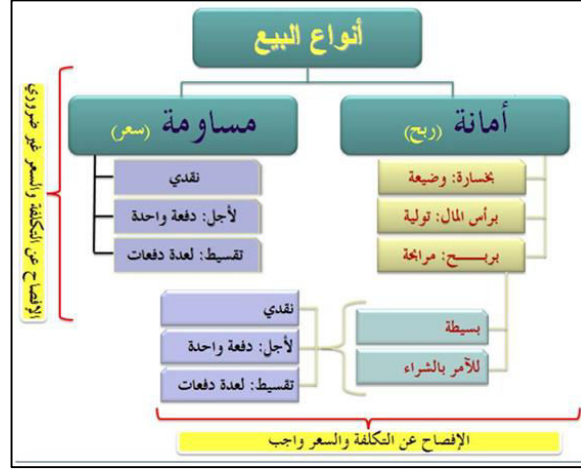 أنواع البيع
أمانة (ربح)
مساومة (سعر)
بخسارة: وضيعة
برأس المال: تولية
بربـــح: مرابحة
نقدي
لأجل: دفعة واحدة
تقسيط: لعدة دفعات
بسيطة
للآمر بالشراء
نقدي
لأجل: دفعة واحدة
تقسيط: لعدة دفعات
الإفصاح عن التكلفة والسعر غير ضروري
الإفصاح عن التكلفة والسعر واجب